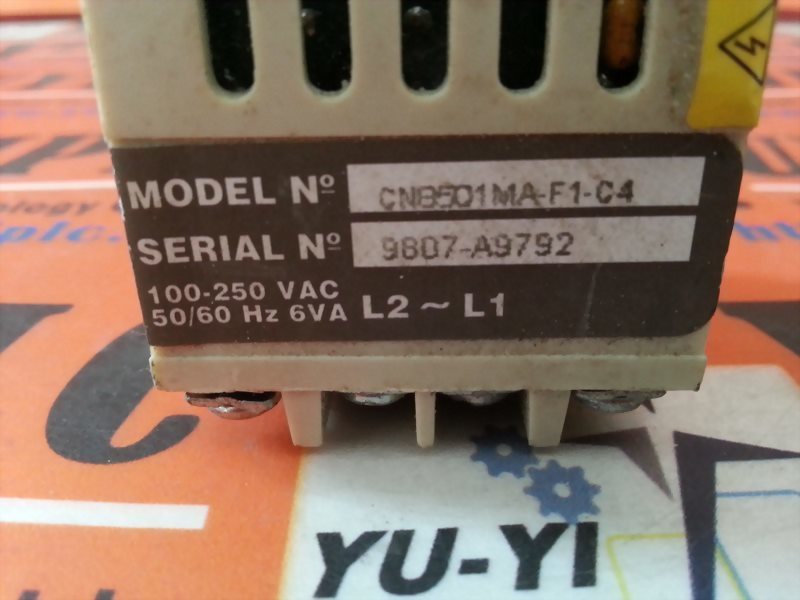 MODEL Nº CNB501MA-F1-C4
SERIAL Nº 9807-A9792
100-250 VAC
50/60 Hz 6VA L2 ~ L1
YU-YI